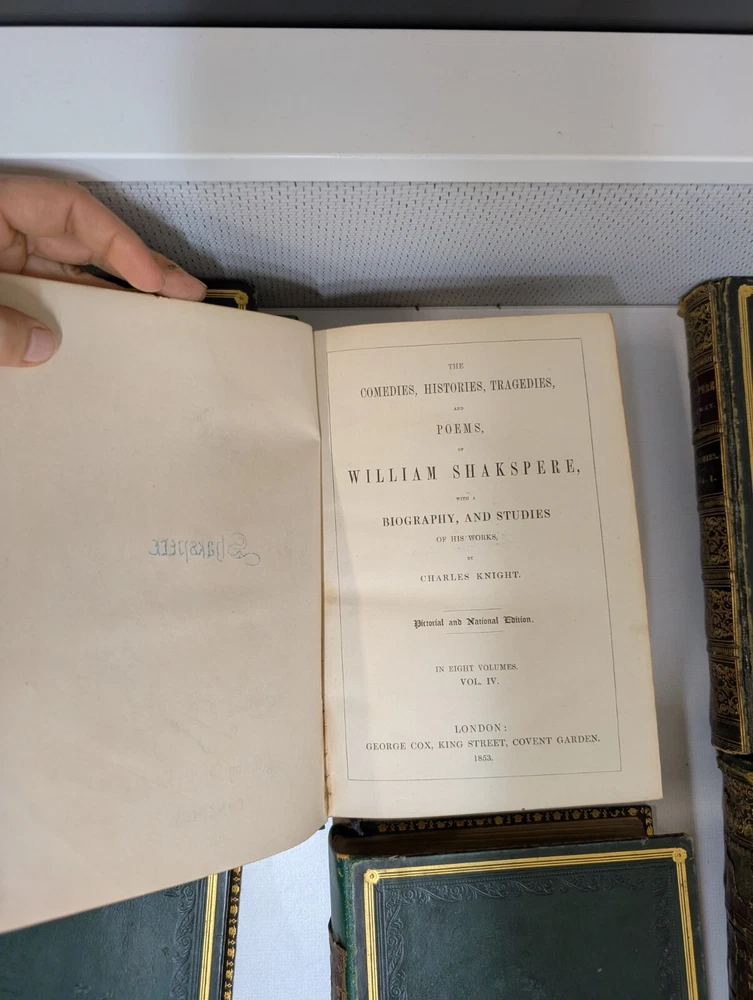 Shakspere
THE
COMEDIES, HISTORIES, TRAGEDIES,
AND
POEMS,
OF
WILLIAM SHAKSPERE,
WITH A
BIOGRAPHY, AND STUDIES
OF HIS WORKS,
BY
CHARLES KNIGHT.
Pictorial and National Edition.
IN EIGHT VOLUMES.
VOL. IV.
LONDON:
GEORGE COX, KING STREET, COVENT GARDEN.
1853.